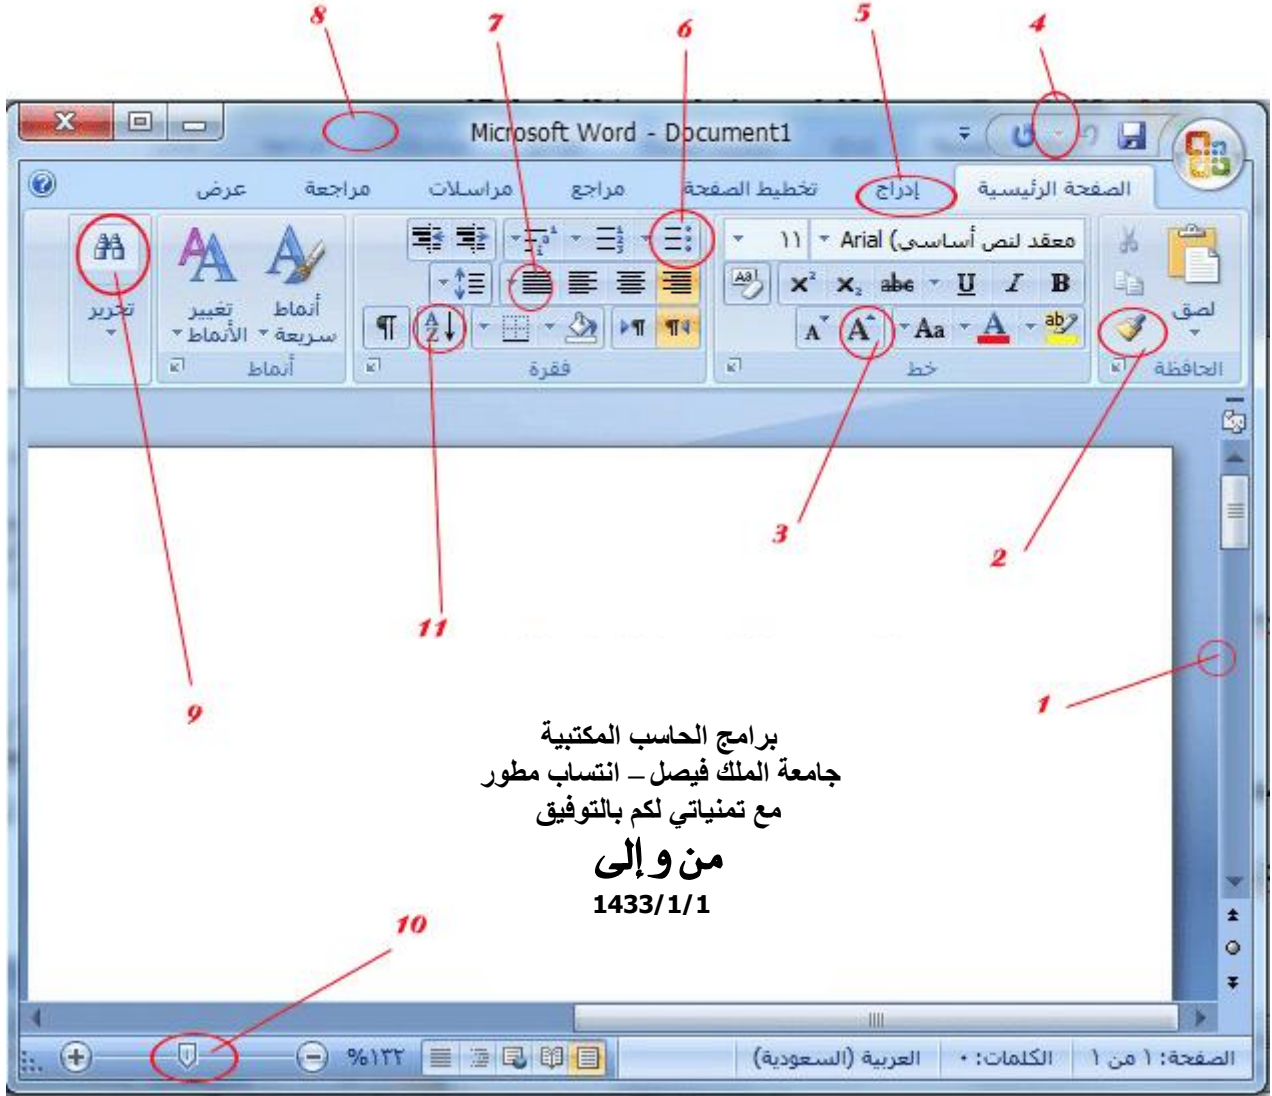 8 7 6 5 4
Microsoft Word - Document1
الصفحة الرئيسية إدراج تخطيط الصفحة مراجع مراسلات مراجعة عرض
Arial (معقد لنص أساسي ١١
لصق
B I U abe x₂ x² Aa
ab A Aa A A
أنماط سريعة
تغيير الأنماط
تحرير
A Z ¶
الحافظة خط فقرة أنماط
3
2
11
1
9
برامج الحاسب المكتبية
جامعة الملك فيصل – انتساب مطور
مع تمنياتي لكم بالتوفيق
من و إلى
1433/1/1
10
الصفحة: ١ من ١ الكلمات: ٠ العربية (السعودية) %١٣٢